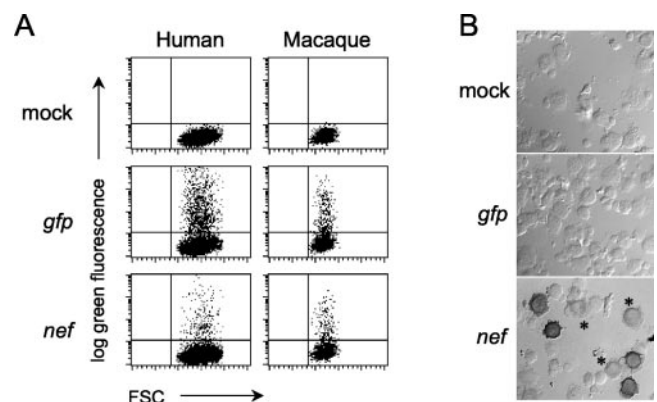 A
B
Human Macaque
mock
mock
gfp
gfp
nef
nef
log green fluorescence
FSC
* * *